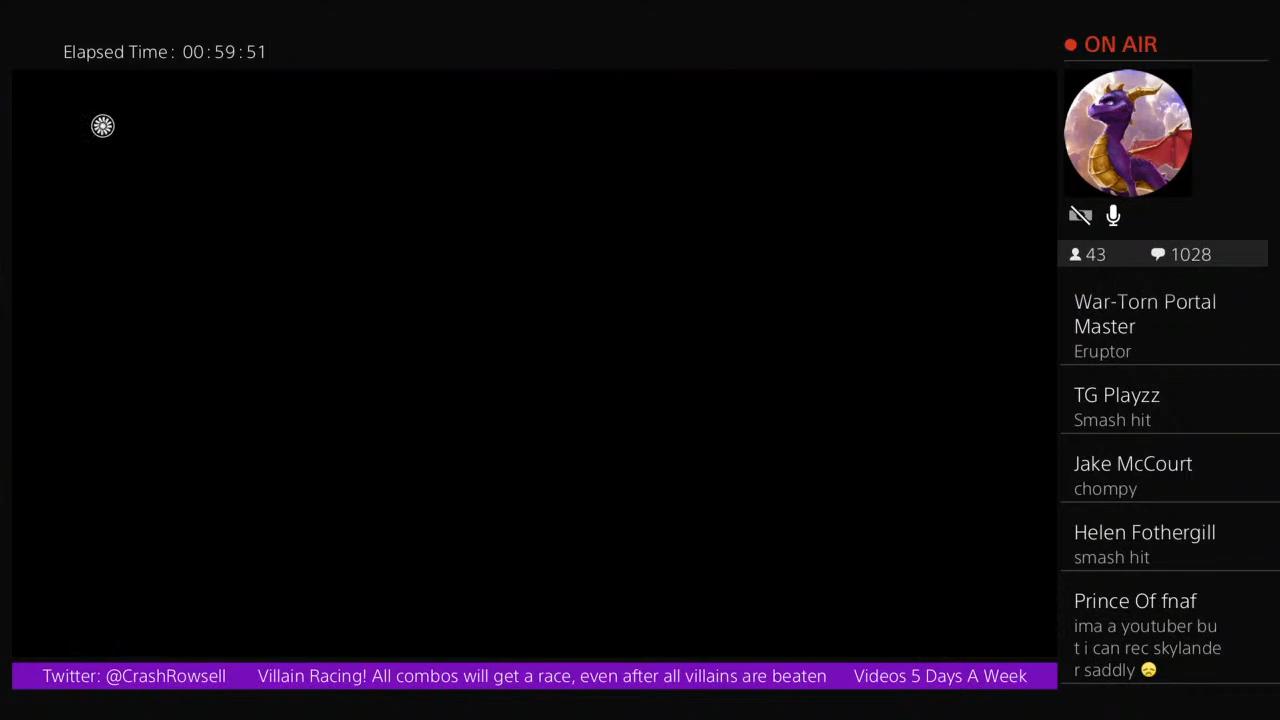 Elapsed Time: 00:59:51
ON AIR
43 1028
War-Torn Portal
Master
Eruptor
TG Playzz
Smash hit
Jake McCourt
chompy
Helen Fothergill
smash hit
Prince Of fnaf
ima a youtuber bu
t i can rec skylande
r saddly 😞
Twitter: @CrashRowsell Villain Racing! All combos will get a race, even after all villains are beaten Videos 5 Days A Week